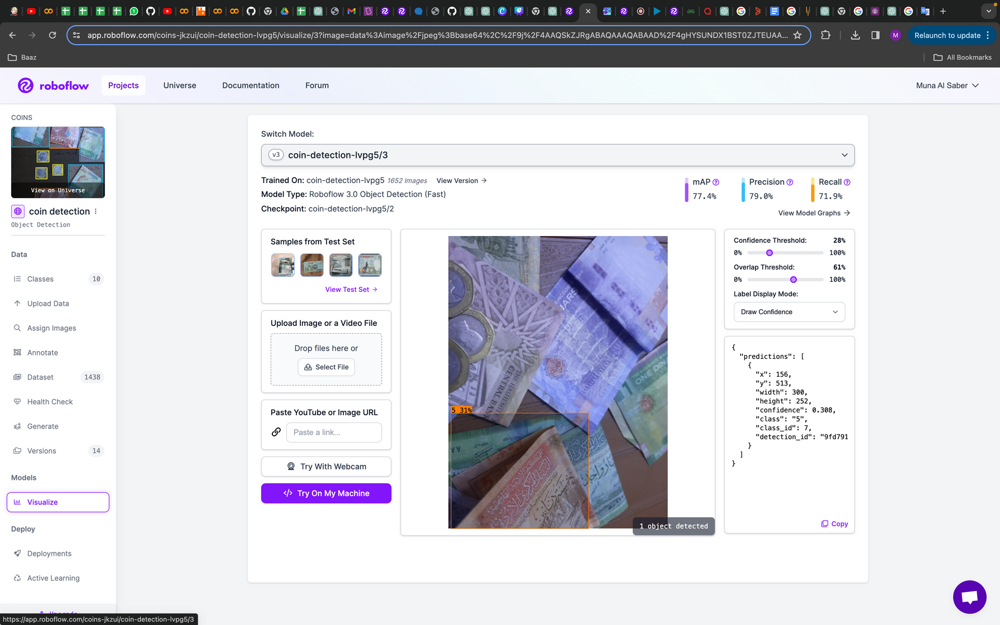 app.roboflow.com/coins-jkzui/coin-detection-lvpg5/visualize/3?image=data%3Aimage%2Fjpeg%3Bbase64%2C%2F9j%2F4AAQSkZJRgABAQAAAQABAAD%2F4gHYSUNDX1BST0ZJTEUAA...
M
Relaunch to update
Baaz
All Bookmarks
roboflow
Projects
Universe
Documentation
Forum
Muna Al Saber
COINS
View on Universe
coin detection
Object Detection
Data
Classes
10
Upload Data
Assign Images
Annotate
Dataset
1438
Health Check
Generate
Versions
14
Models
Visualize
Deploy
Deployments
Active Learning
https://app.roboflow.com/coins-jkzui/coin-detection-lvpg5/3
Switch Model:
v3 coin-detection-lvpg5/3
Trained On: coin-detection-lvpg5 1652 Images View Version →
Model Type: Roboflow 3.0 Object Detection (Fast)
Checkpoint: coin-detection-lvpg5/2
mAP
77.4%
Precision
79.0%
Recall
71.9%
View Model Graphs →
Samples from Test Set
View Test Set →
Upload Image or a Video File
Drop files here or
Select File
Paste YouTube or Image URL
Paste a link...
Try With Webcam
</> Try On My Machine
ONE DIN
CENTRAL BA
5 31%
1 object detected
Confidence Threshold: 28%
0% 100%
Overlap Threshold: 61%
0% 100%
Label Display Mode:
Draw Confidence
{
"predictions": [
{
"x": 156,
"y": 513,
"width": 300,
"height": 252,
"confidence": 0.308,
"class": "5",
"class_id": 7,
"detection_id": "9fd791
}
]
}
Copy